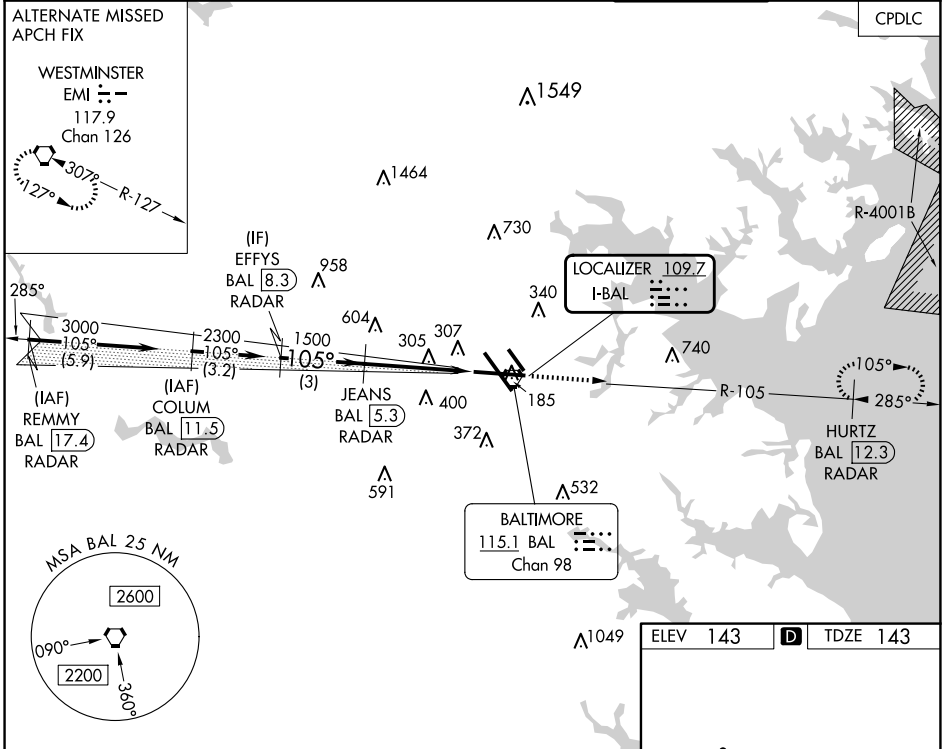 ALTERNATE MISSED
APCH FIX
WESTMINSTER
EMI
117.9
Chan 126
307°
127°
R-127
CPDLC
1549
1464
730
R-4001B
(IF)
EFFYS
BAL 8.3
RADAR
958
LOCALIZER 109.7
I-BAL
340
285°
3000
105°
(5.9)
2300
105°
(3.2)
1500
105°
(3)
604
305
307
740
(IAF)
REMMY
BAL 17.4
RADAR
(IAF)
COLUM
BAL 11.5
RADAR
JEANS
BAL 5.3
RADAR
400
185
R-105
105°
285°
HURTZ
BAL 12.3
RADAR
372
591
532
BALTIMORE
115.1 BAL
Chan 98
MSA BAL 25 NM
2600
090°
2200
360°
1049
ELEV 143 D TDZE 143